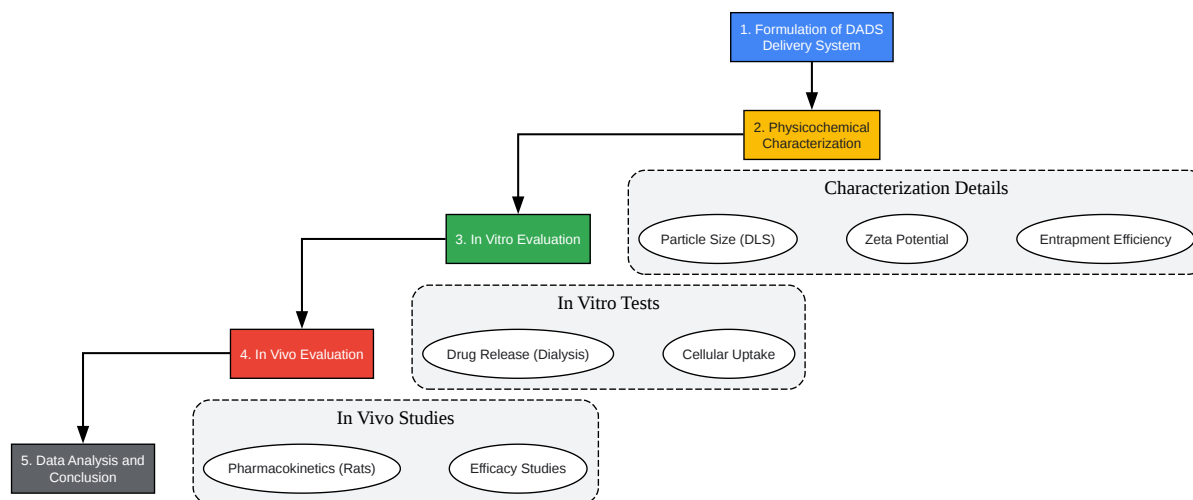 1. Formulation of DADS
Delivery System
2. Physicochemical
Characterization
Characterization Details
Particle Size (DLS)
Zeta Potential
Entrapment Efficiency
3. In Vitro Evaluation
In Vitro Tests
Drug Release (Dialysis)
Cellular Uptake
4. In Vivo Evaluation
In Vivo Studies
Pharmacokinetics (Rats)
Efficacy Studies
5. Data Analysis and
Conclusion